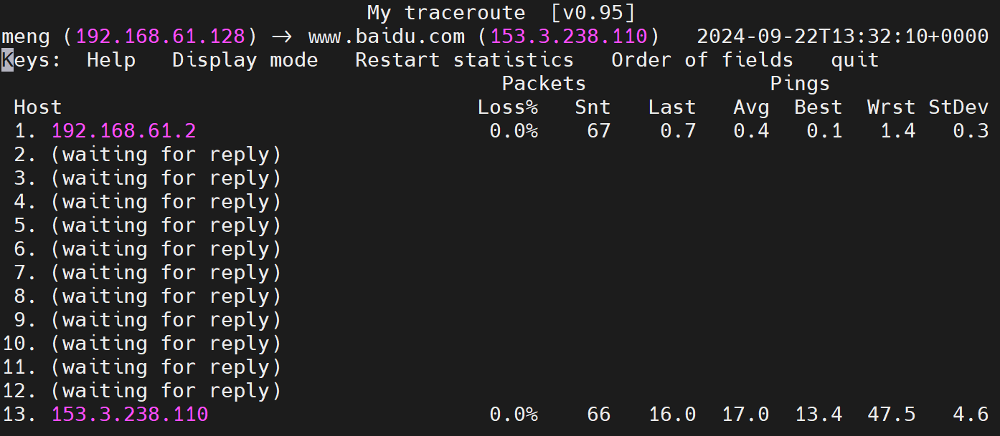 My traceroute [v0.95]
meng (192.168.61.128) -> www.baidu.com (153.3.238.110) 2024-09-22T13:32:10+0000
Keys: Help Display mode Restart statistics Order of fields quit
Packets Pings
Host Loss% Snt Last Avg Best Wrst StDev
1. 192.168.61.2 0.0% 67 0.7 0.4 0.1 1.4 0.3
2. (waiting for reply)
3. (waiting for reply)
4. (waiting for reply)
5. (waiting for reply)
6. (waiting for reply)
7. (waiting for reply)
8. (waiting for reply)
9. (waiting for reply)
10. (waiting for reply)
11. (waiting for reply)
12. (waiting for reply)
13. 153.3.238.110 0.0% 66 16.0 17.0 13.4 47.5 4.6